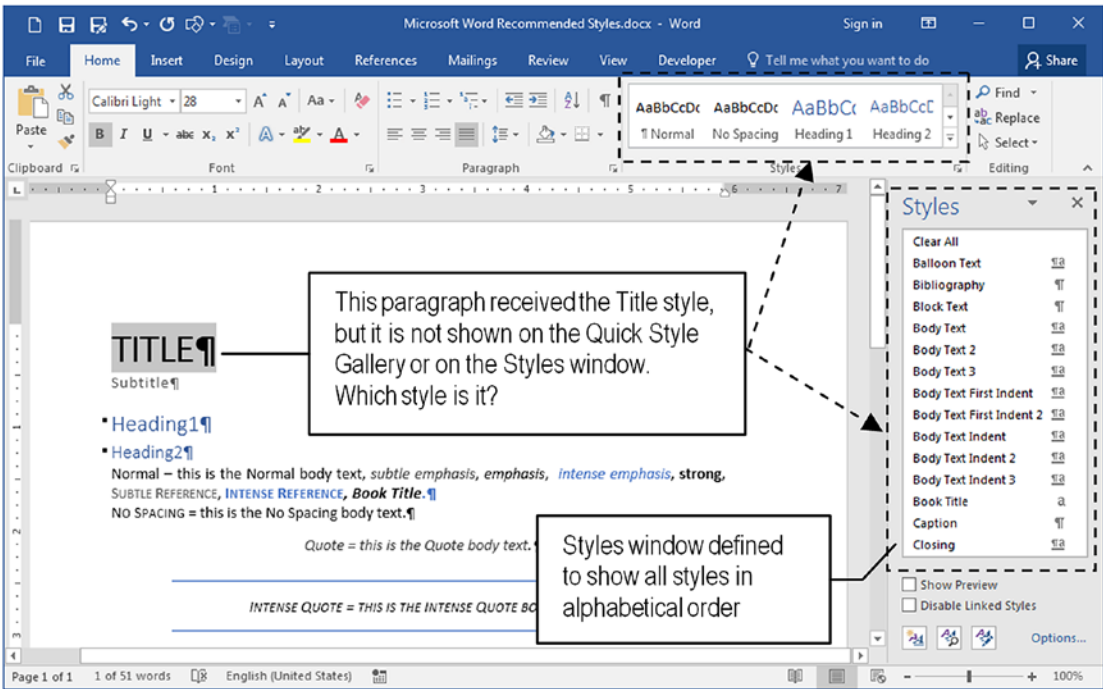 Microsoft Word Recommended Styles.docx - Word Sign in
File Home Insert Design Layout References Mailings Review View Developer Tell me what you want to do Share
Paste
Calibri Light 28 A A Aa
B I U abc x₂ x² A aby A
AaBbCcDc AaBbCcDc AaBbCc AaBbCcE
¶ Normal No Spacing Heading 1 Heading 2
Find
Replace
Select
Clipboard Font Paragraph Styles Editing
1 2 3 4 5 6 7
Styles
Clear All
Balloon Text ¶a
Bibliography ¶
Block Text ¶
Body Text ¶a
Body Text 2 ¶a
Body Text 3 ¶a
Body Text First Indent ¶a
Body Text First Indent 2 ¶a
Body Text Indent ¶a
Body Text Indent 2 ¶a
Body Text Indent 3 ¶a
Book Title a
Caption ¶
Closing ¶a
Show Preview
Disable Linked Styles
Options...
This paragraph received the Title style,
but it is not shown on the Quick Style
Gallery or on the Styles window.
Which style is it?
TITLE¶
Subtitle¶
Heading1¶
Heading2¶
Normal – this is the Normal body text, subtle emphasis, emphasis, intense emphasis, strong,
SUBTLE REFERENCE, INTENSE REFERENCE, Book Title.¶
NO SPACING = this is the No Spacing body text.¶
Quote = this is the Quote body text.
INTENSE QUOTE = THIS IS THE INTENSE QUOTE BO
Styles window defined
to show all styles in
alphabetical order
Page 1 of 1 1 of 51 words English (United States) 100%